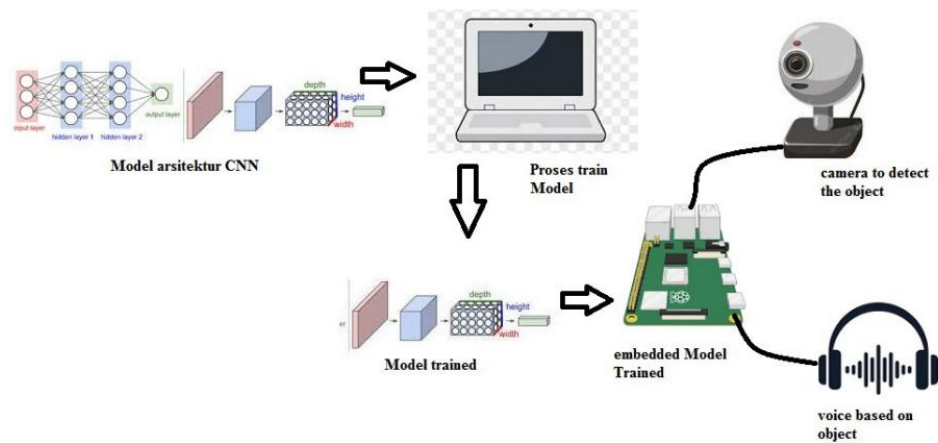 input layer
hidden layer 1
hidden layer 2
output layer
depth
height
width
Model arsitektur CNN
Proses train
Model
camera to detect
the object
er
depth
height
width
Model trained
embedded Model
Trained
voice based on
object